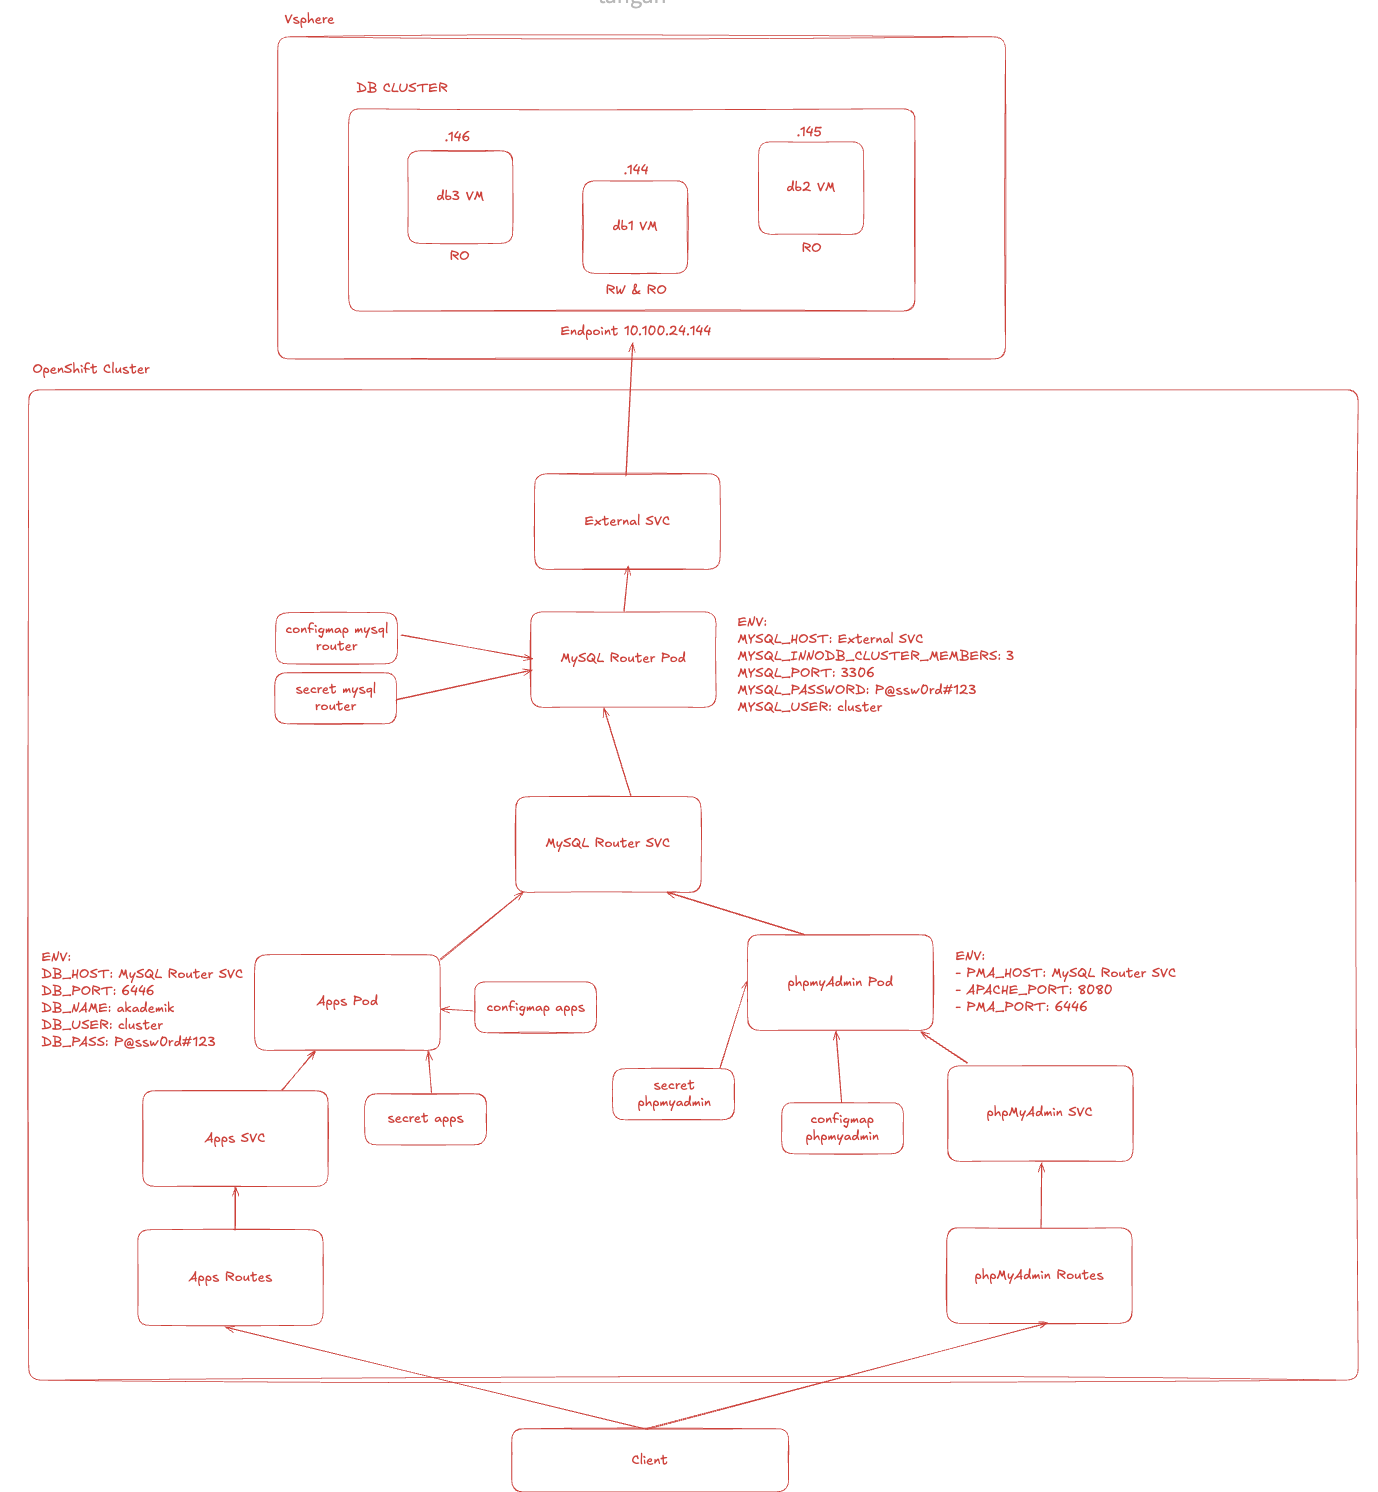 Vsphere
DB CLUSTER
.146
.145
.144
db3 VM
db2 VM
db1 VM
RO
RO
RW & RO
Endpoint 10.100.24.144
OpenShift Cluster
External SVC
configmap mysql
router
secret mysql
router
MySQL Router Pod
ENV:
MYSQL_HOST: External SVC
MYSQL_INNODB_CLUSTER_MEMBERS: 3
MYSQL_PORT: 3306
MYSQL_PASSWORD: P@ssw0rd#123
MYSQL_USER: cluster
MySQL Router SVC
ENV:
DB_HOST: MySQL Router SVC
DB_PORT: 6446
DB_NAME: akademik
DB_USER: cluster
DB_PASS: P@ssw0rd#123
Apps Pod
configmap apps
secret apps
phpmyAdmin Pod
ENV:
- PMA_HOST: MySQL Router SVC
- APACHE_PORT: 8080
- PMA_PORT: 6446
secret
phpmyadmin
configmap
phpmyadmin
phpMyAdmin SVC
Apps SVC
Apps Routes
phpMyAdmin Routes
Client